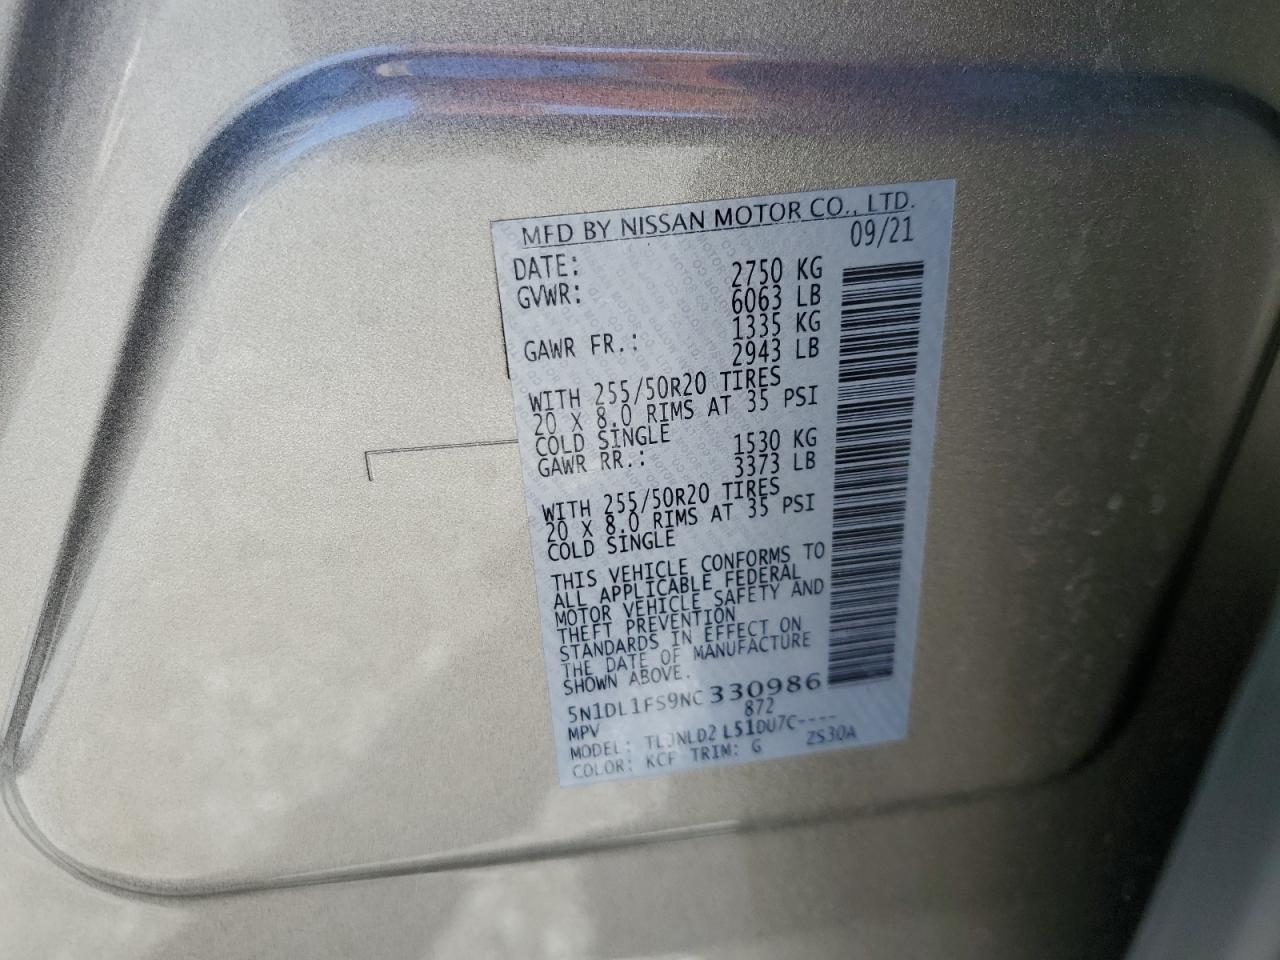 MFD BY NISSAN MOTOR CO., LTD.
DATE: 09/21
GVWR: 2750 KG
6063 LB
GAWR FR.: 1335 KG
2943 LB
WITH 255/50R20 TIRES
20 X 8.0 RIMS AT 35 PSI
COLD SINGLE
GAWR RR.: 1530 KG
3373 LB
WITH 255/50R20 TIRES
20 X 8.0 RIMS AT 35 PSI
COLD SINGLE
THIS VEHICLE CONFORMS TO
ALL APPLICABLE FEDERAL
MOTOR VEHICLE SAFETY AND
THEFT PREVENTION
STANDARDS IN EFFECT ON
THE DATE OF MANUFACTURE
SHOWN ABOVE.
5N1DL1FS9NC330986
MPV 872
MODEL: L51DU7C----
COLOR: KCF TRIM: G ZS30A